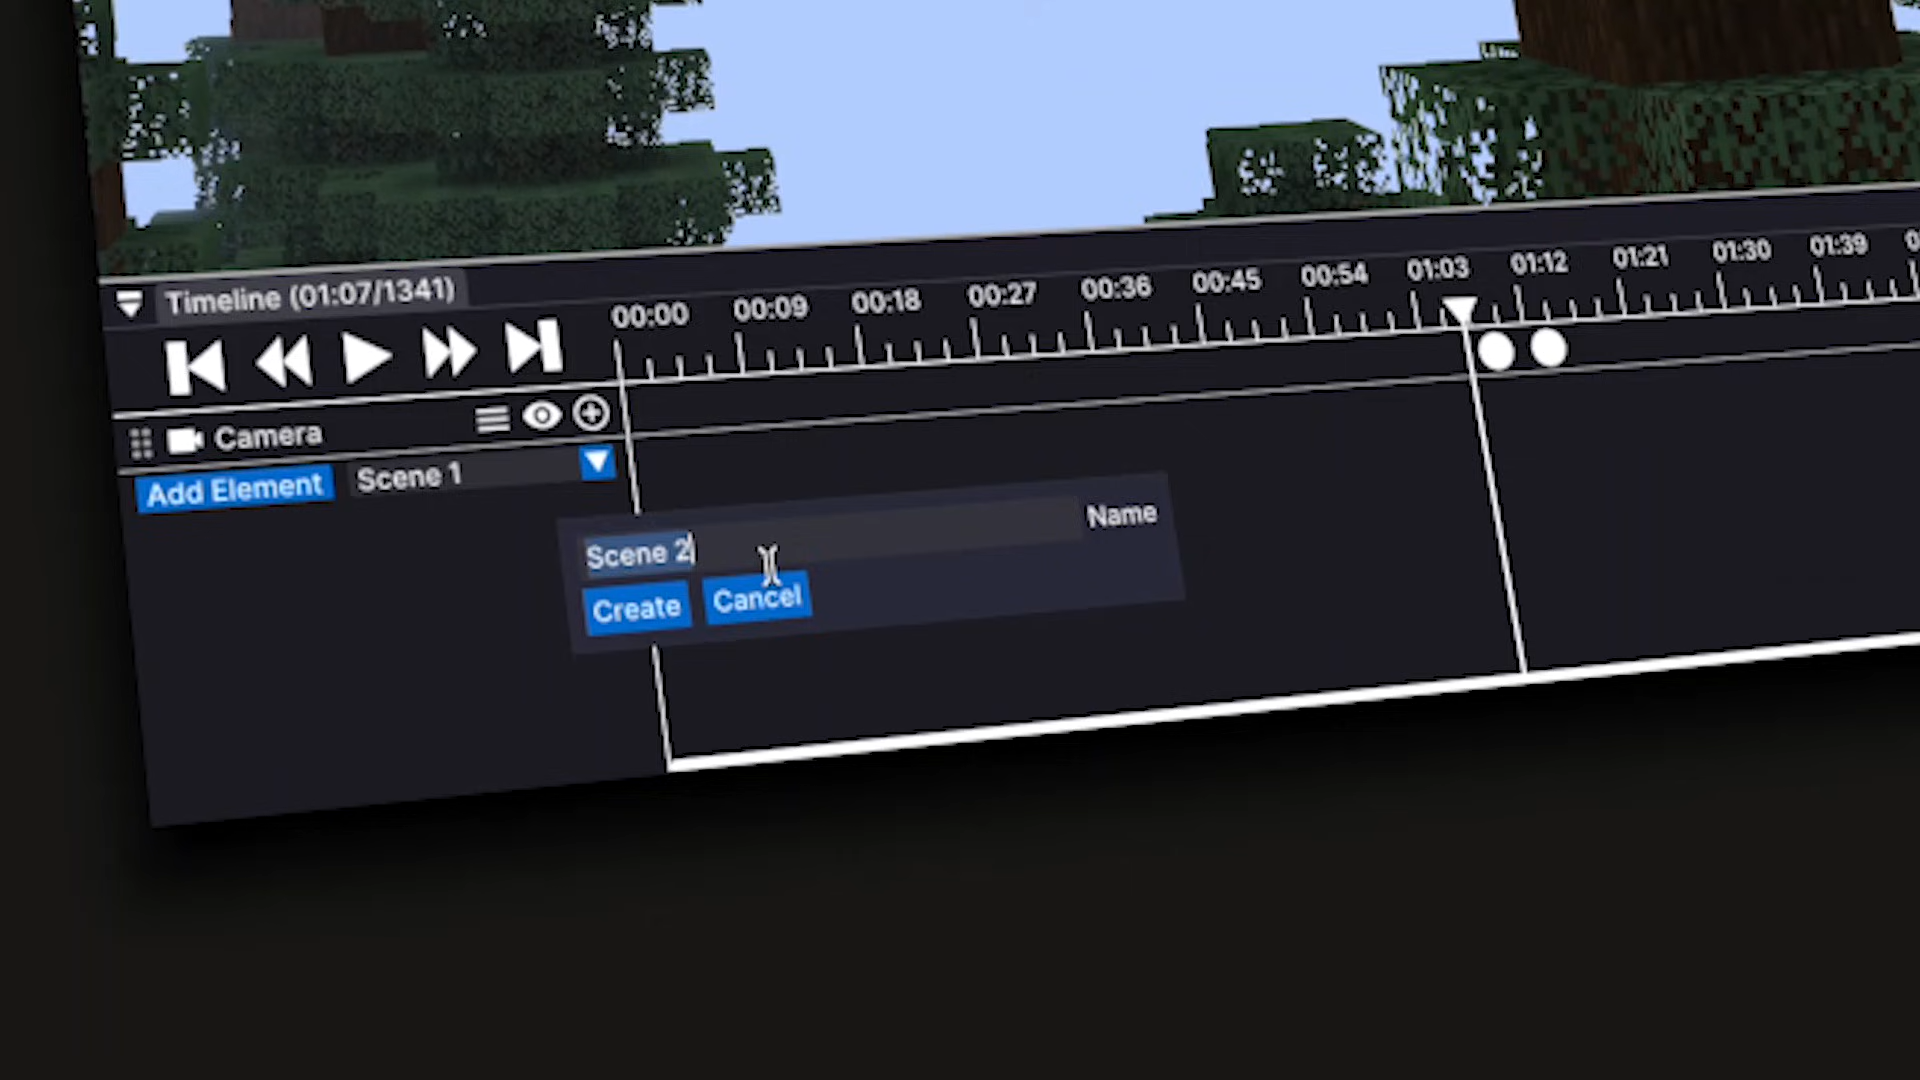 Timeline (01:07/1341)
00:00 00:09 00:18 00:27 00:36 00:45 00:54 01:03 01:12 01:21 01:30 01:39
Camera
Add Element Scene 1
Scene 2 Name
Create Cancel